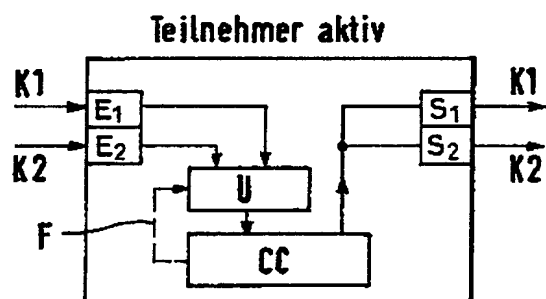 Teilnehmer aktiv
K1 E1 S1 K1
K2 E2 S2 K2
U
F
CC